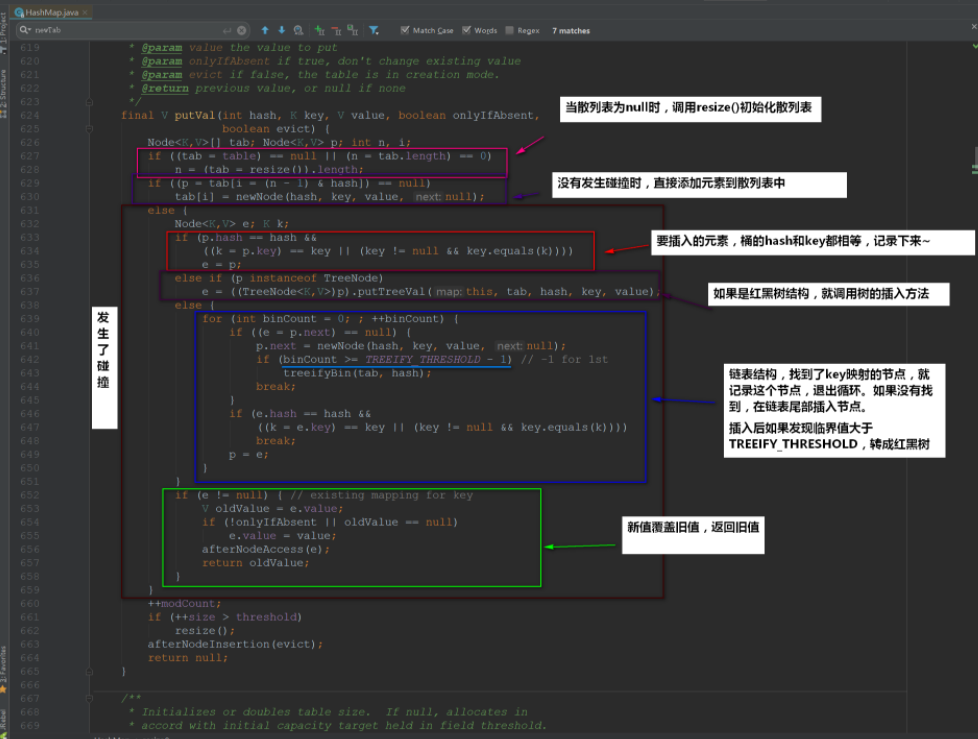 HashMap.java
newTab
Match Case Words Regex 7 matches
1: Project
2: Structure
2: Favorites
619 * @param value the value to put
620 * @param onlyIfAbsent if true, don't change existing value
621 * @param evict if false, the table is in creation mode.
622 * @return previous value, or null if none
623 */
624 final V putVal(int hash, K key, V value, boolean onlyIfAbsent,
625 boolean evict) {
626 Node<K,V>[] tab; Node<K,V> p; int n, i;
627 if ((tab = table) == null || (n = tab.length) == 0)
628 n = (tab = resize()).length;
629 if ((p = tab[i = (n - 1) & hash]) == null)
630 tab[i] = newNode(hash, key, value, next: null);
631 else {
632 Node<K,V> e; K k;
633 if (p.hash == hash &&
634 ((k = p.key) == key || (key != null && key.equals(k))))
635 e = p;
636 else if (p instanceof TreeNode)
637 e = ((TreeNode<K,V>)p).putTreeVal( map: this, tab, hash, key, value);
638 else {
639 for (int binCount = 0; ; ++binCount) {
640 if ((e = p.next) == null) {
641 p.next = newNode(hash, key, value, next: null);
642 if (binCount >= TREEIFY_THRESHOLD - 1) // -1 for 1st
643 treeifyBin(tab, hash);
644 break;
645 }
646 if (e.hash == hash &&
647 ((k = e.key) == key || (key != null && key.equals(k))))
648 break;
649 p = e;
650 }
651 }
652 if (e != null) { // existing mapping for key
653 V oldValue = e.value;
654 if (!onlyIfAbsent || oldValue == null)
655 e.value = value;
656 afterNodeAccess(e);
657 return oldValue;
658 }
659 }
660 ++modCount;
661 if (++size > threshold)
662 resize();
663 afterNodeInsertion(evict);
664 return null;
665 }
666
667 /**
668 * Initializes or doubles table size. If null, allocates in
669 * accord with initial capacity target held in field threshold.
当散列表为null时，调用resize()初始化散列表
没有发生碰撞时，直接添加元素到散列表中
要插入的元素，桶的hash和key都相等，记录下来~
如果是红黑树结构，就调用树的插入方法
发生了碰撞
链表结构，找到了key映射的节点，就
记录这个节点，退出循环。如果没有找
到，在链表尾部插入节点。
插入后如果发现临界值大于
TREEIFY_THRESHOLD，转成红黑树
新值覆盖旧值，返回旧值